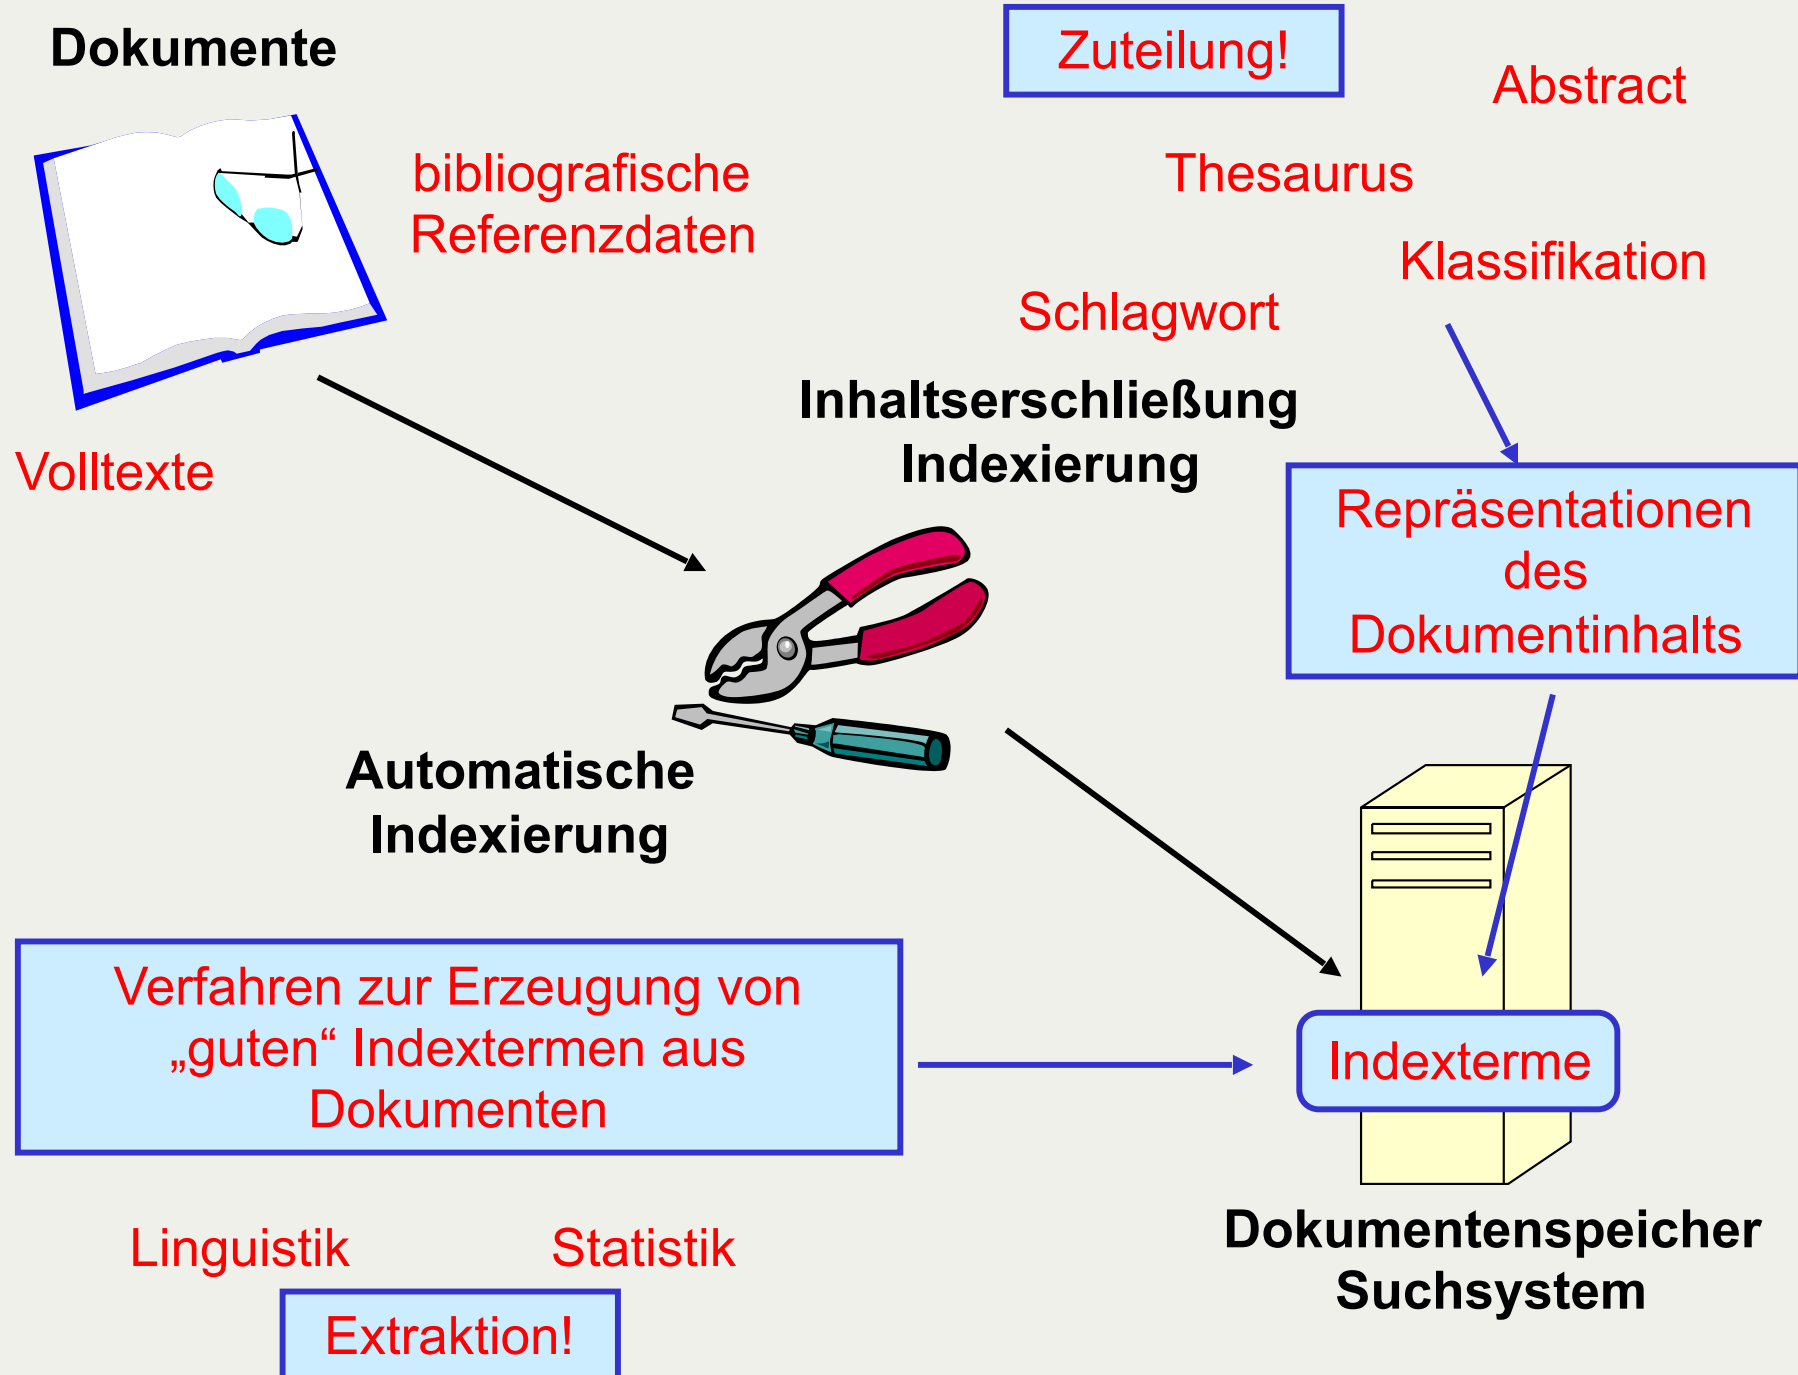 Dokumente
Zuteilung!
Abstract
bibliografische
Referenzdaten
Thesaurus
Klassifikation
Schlagwort
Inhaltserschließung
Indexierung
Volltexte
Repräsentationen
des
Dokumentinhalts
Automatische
Indexierung
Verfahren zur Erzeugung von
„guten“ Indextermen aus
Dokumenten
Indexterme
Linguistik
Statistik
Extraktion!
Dokumentenspeicher
Suchsystem